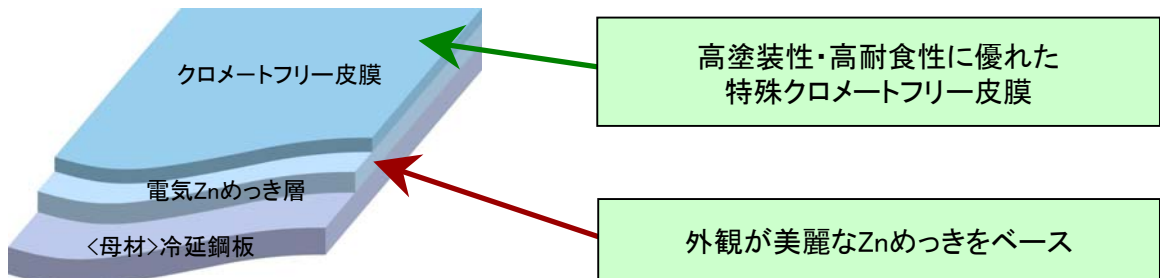 クロメートフリー皮膜
電気Znめっき層
<母材>冷延鋼板
高塗装性・高耐食性に優れた
特殊クロメートフリー皮膜
外観が美麗なZnめっきをベース